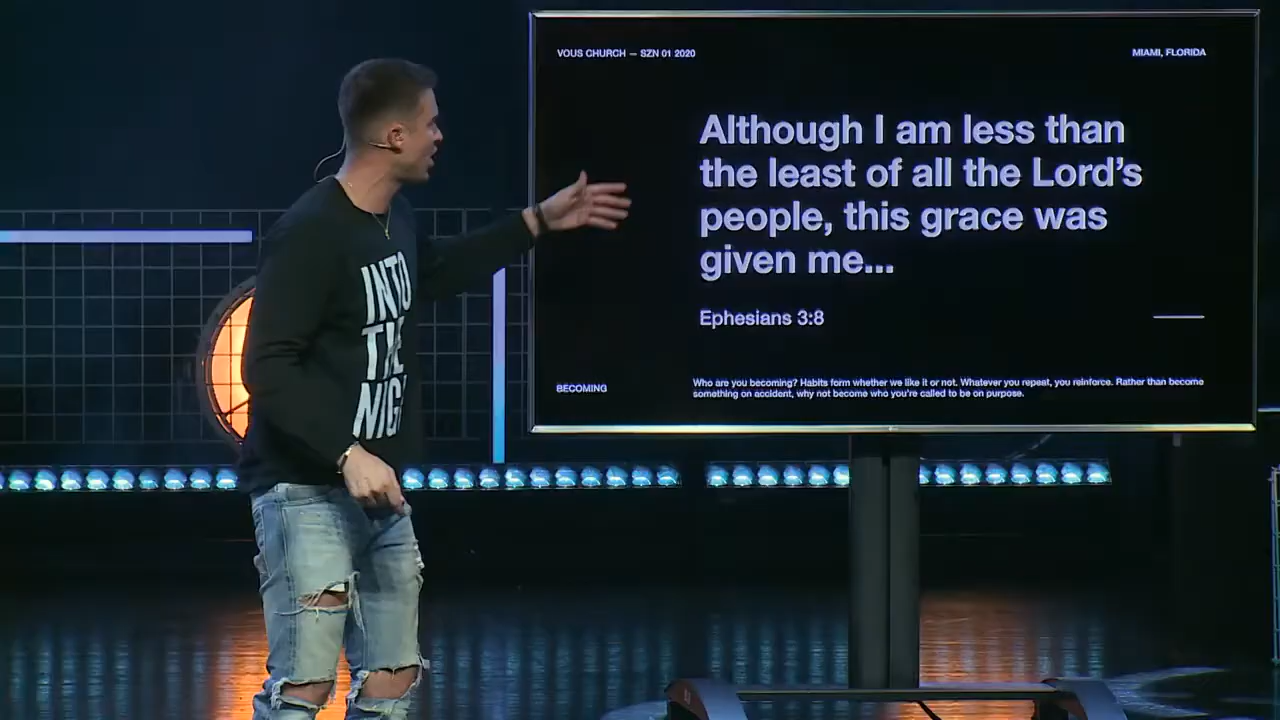 VOUS CHURCH — SZN 01 2020
MIAMI, FLORIDA
Although I am less than
the least of all the Lord's
people, this grace was
given me...
Ephesians 3:8
BECOMING
Who are you becoming? Habits form whether we like it or not. Whatever you repeat, you reinforce. Rather than become
something on accident, why not become who you're called to be on purpose.
INTO
THE